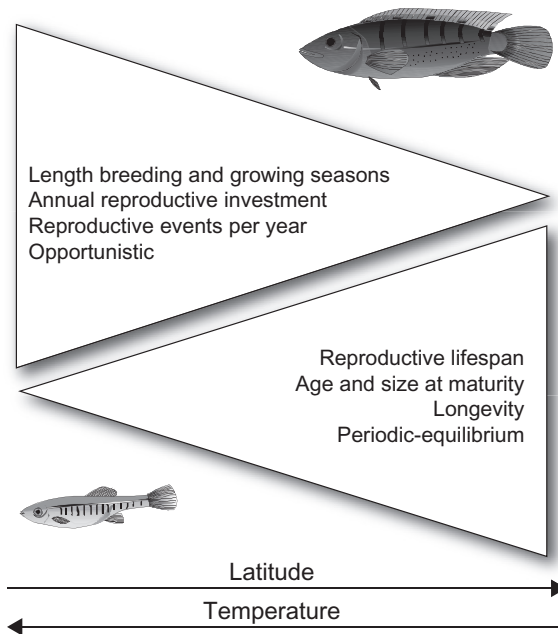 Length breeding and growing seasons
Annual reproductive investment
Reproductive events per year
Opportunistic
Reproductive lifespan
Age and size at maturity
Longevity
Periodic-equilibrium
Latitude
Temperature